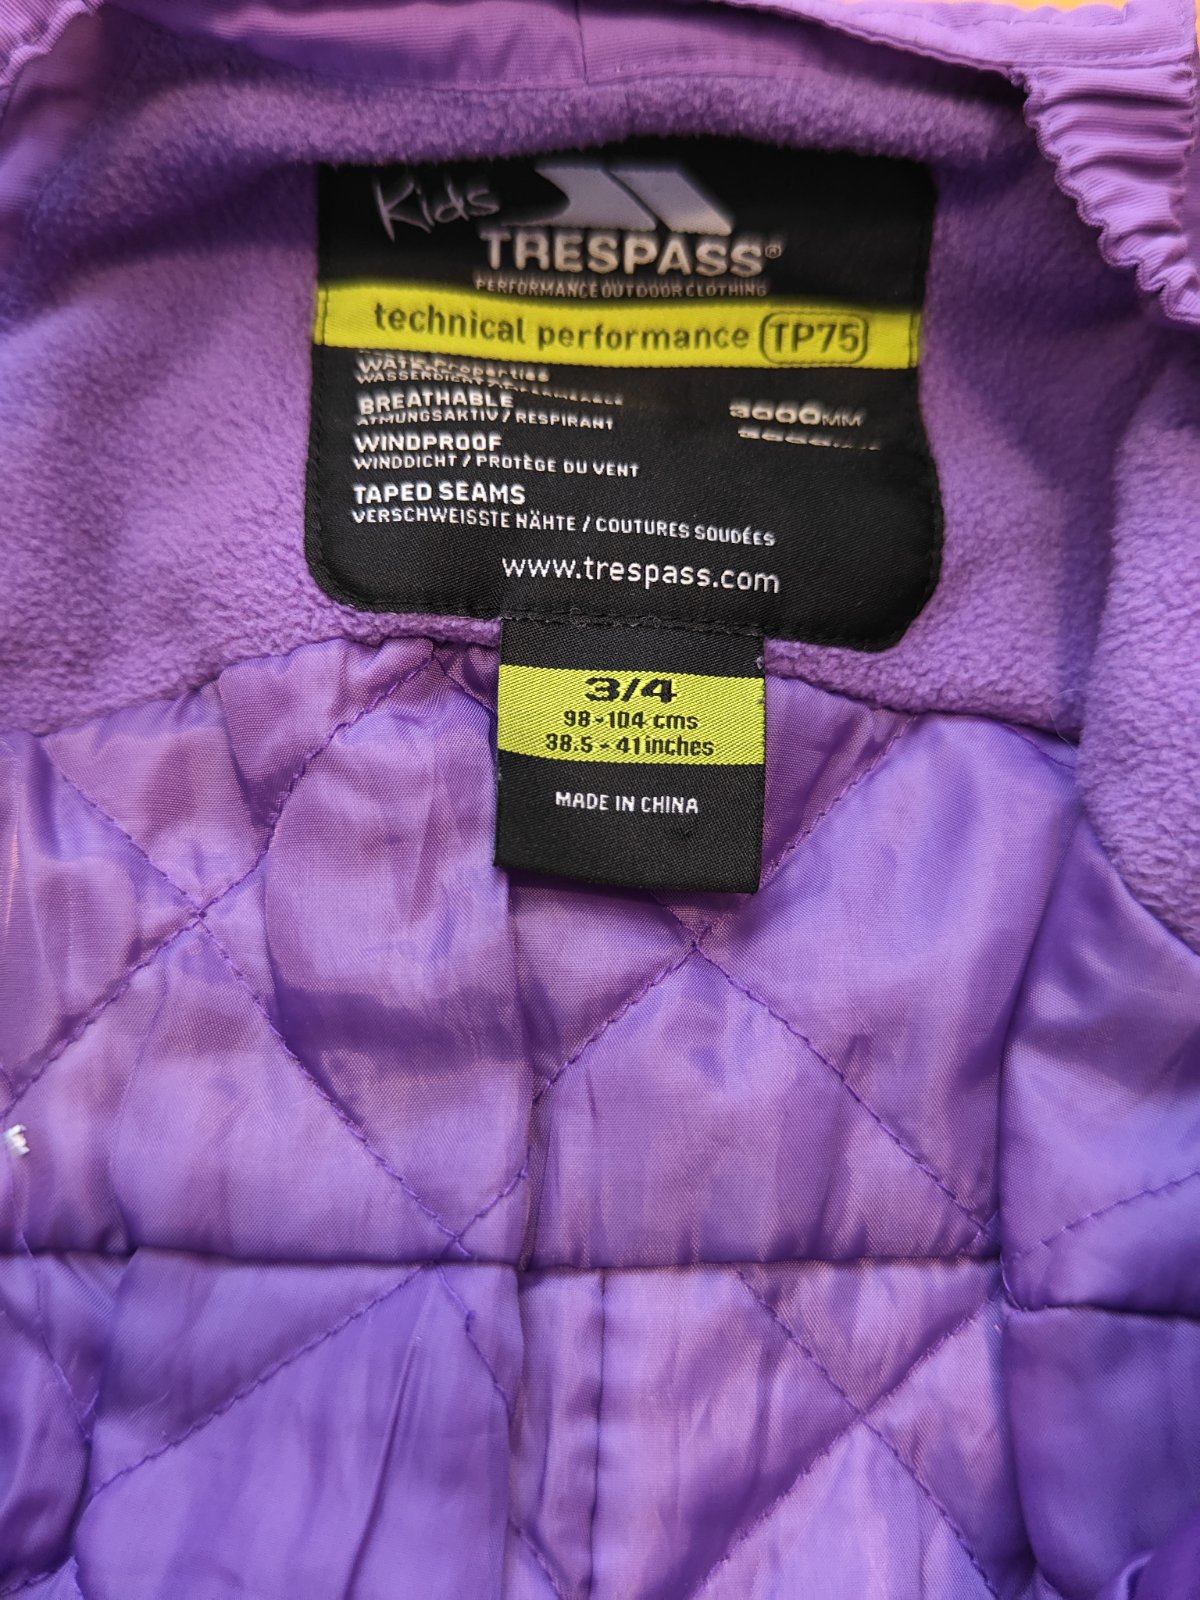 Kids
TRESPASS®
PERFORMANCE OUTDOOR CLOTHING
technical performance TP75
BREATHABLE
ATMUNGSAKTIV / RESPIRANT
WINDPROOF
WINDDICHT / PROTÈGE DU VENT
TAPED SEAMS
VERSCHWEISSTE NÄHTE / COUTURES SOUDÉES
www.trespass.com
3/4
98 - 104 cms
38.5 - 41 inches
MADE IN CHINA